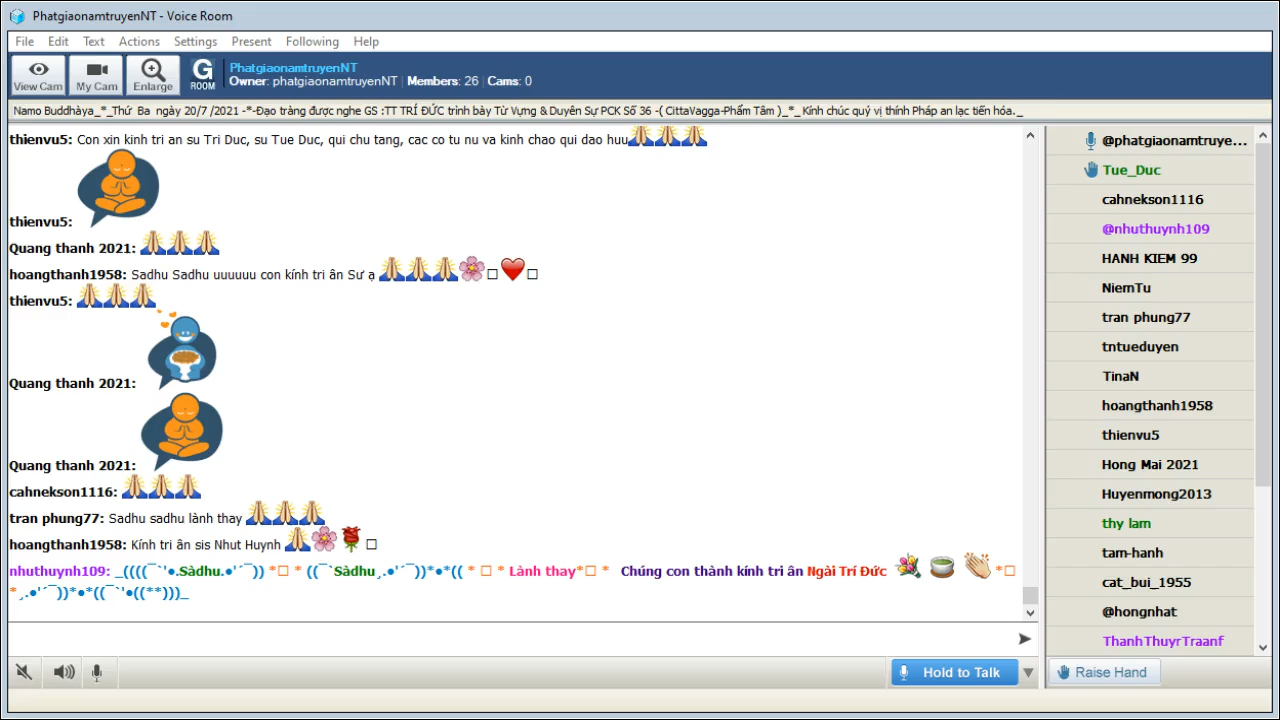 PhatgiaonamtruyenNT - Voice Room
File Edit Text Actions Settings Present Following Help
View Cam My Cam Enlarge G ROOM
PhatgiaonamtruyenNT
Owner: phatgiaonamtruyenNT | Members: 26 | Cams: 0
Namo Buddhàya_*_Thứ Ba ngày 20/7 /2021 -*-Đạo tràng được nghe GS :TT TRÍ ĐỨC trình bày Từ Vựng & Duyên Sự PCK Số 36 -( CittaVagga-Phẩm Tâm )_*_ Kính chúc quý vị thính Pháp an lạc tiến hóa._
thienvu5: Con xin kinh tri an su Tri Duc, su Tue Duc, qui chu tang, cac co tu nu va kinh chao qui dao huu🙏🙏🙏
thienvu5:
Quang thanh 2021: 🙏🙏🙏
hoangthanh1958: Sadhu Sadhu uuuuuu con kính tri ân Sư ạ 🙏🙏🙏🌸□❤□
thienvu5: 🙏🙏🙏
Quang thanh 2021:
Quang thanh 2021:
cahnekson1116: 🙏🙏🙏
tran phung77: Sadhu sadhu lành thay 🙏🙏🙏
hoangthanh1958: Kính tri ân sis Nhut Huynh 🙏🌸🌹□
nhuthuynh109: _((((¯`'•.Sàdhu.•'´¯)) *□ * ((¯`Sàdhu¸.•'´¯))*•*(( * □ * Lành thay*□ * Chúng con thành kính tri ân Ngài Trí Đức 💐 🍵 👏 *□
*¸.•'´¯))*•*((¯`'•((**)))_
@phatgiaonamtruye...
Tue_Duc
cahnekson1116
@nhuthuynh109
HANH KIEM 99
NiemTu
tran phung77
tntueduyen
TinaN
hoangthanh1958
thienvu5
Hong Mai 2021
Huyenmong2013
thy lam
tam-hanh
cat_bui_1955
@hongnhat
ThanhThuyrTraanf
Hold to Talk
Raise Hand